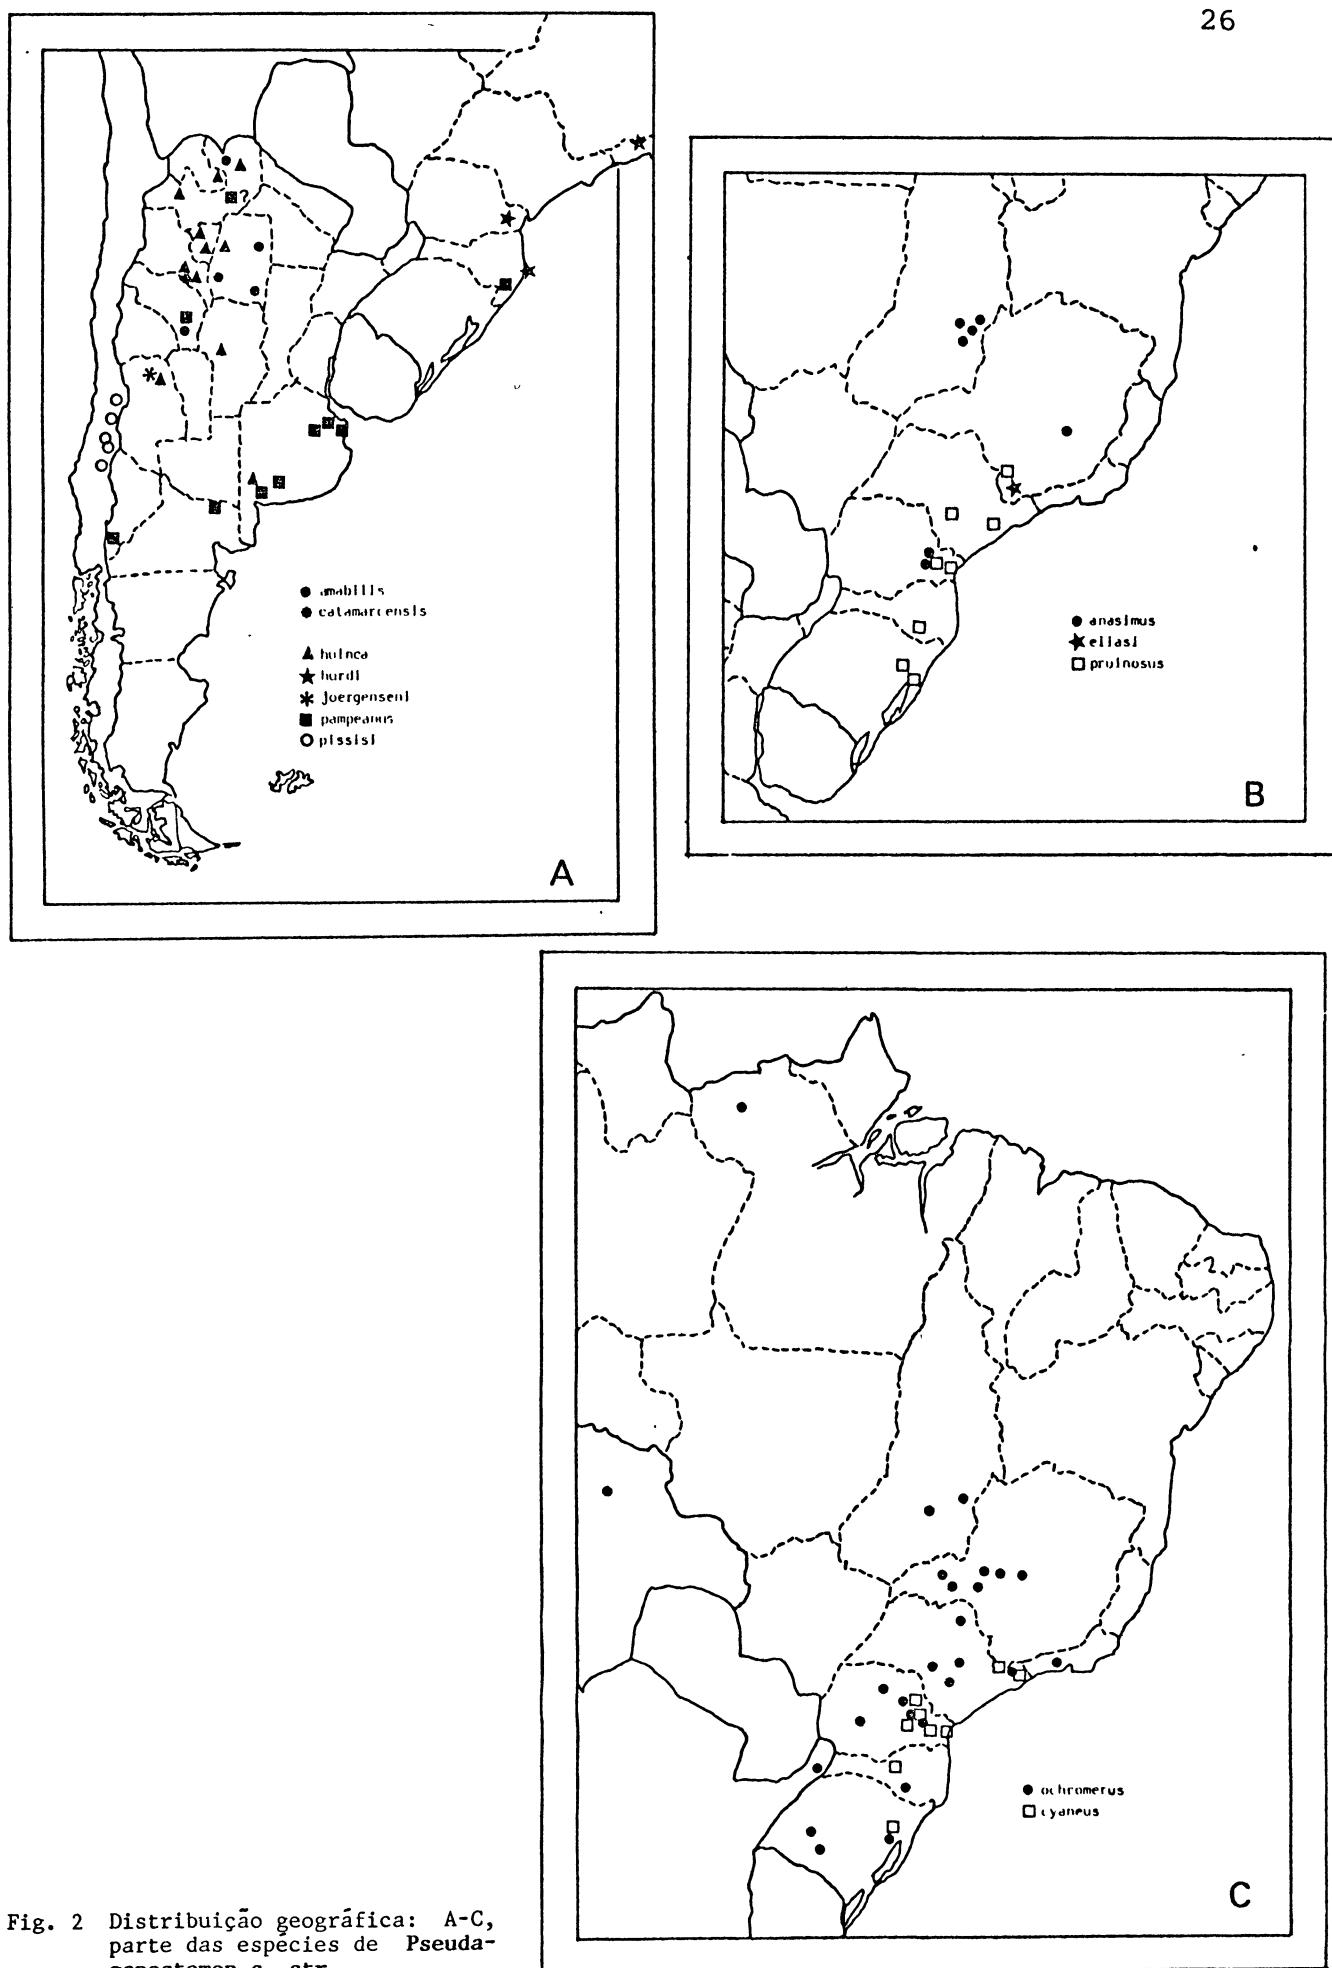 26
?
amabilis
catamarcensis
huinca
hurdi
joergenseni
pampeanus
pissisi
A
anasimus
eliasi
pruinosus
B
ochromerus
cyaneus
C
Fig. 2 Distribuição geográfica: A-C,
parte das espécies de Pseuda-